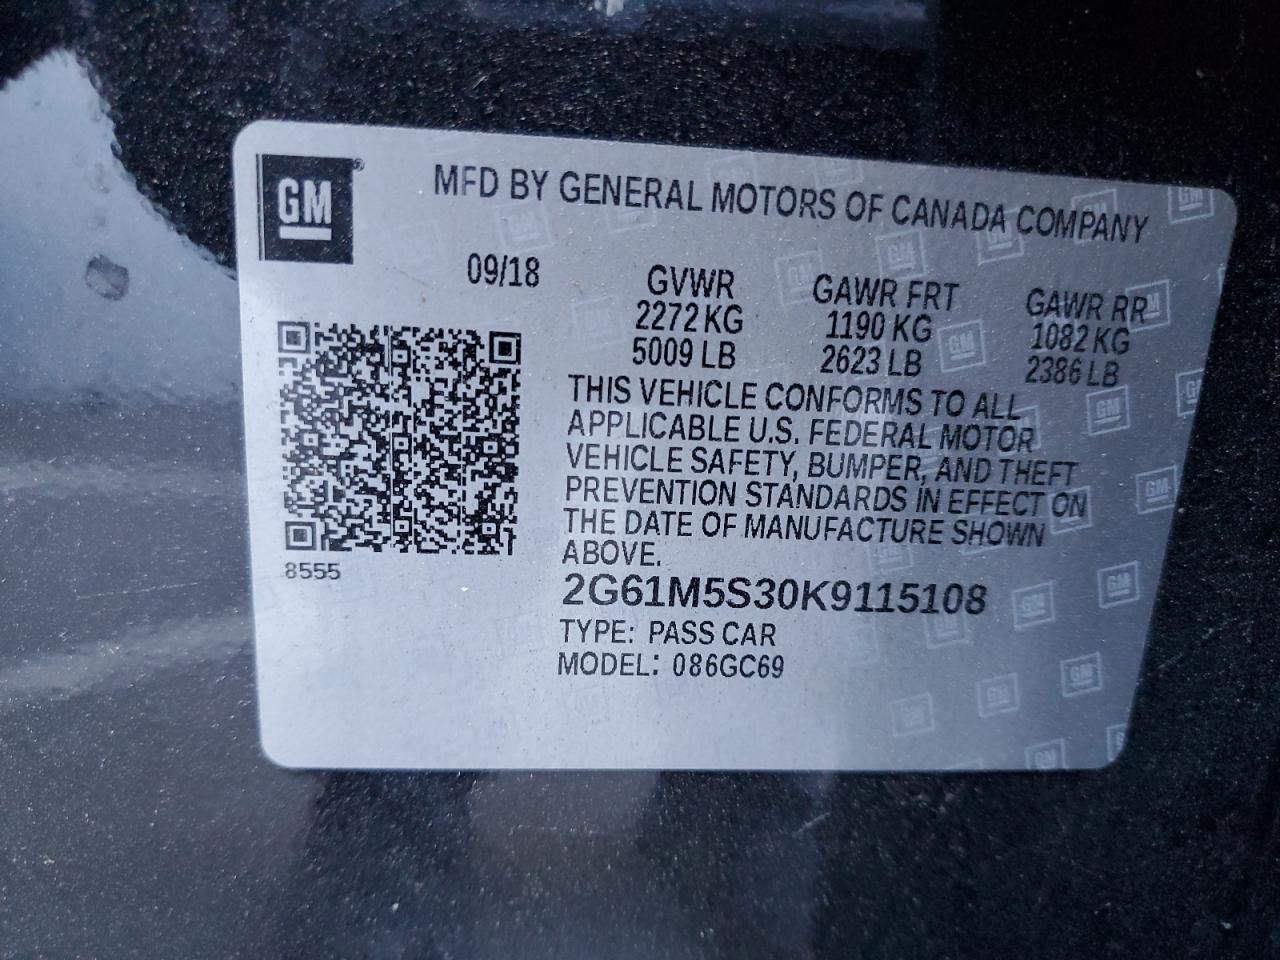 GM
MFD BY GENERAL MOTORS OF CANADA COMPANY
09/18
GVWR
2272 KG
5009 LB
GAWR FRT
1190 KG
2623 LB
GAWR RR
1082 KG
2386 LB
THIS VEHICLE CONFORMS TO ALL
APPLICABLE U.S. FEDERAL MOTOR
VEHICLE SAFETY, BUMPER, AND THEFT
PREVENTION STANDARDS IN EFFECT ON
THE DATE OF MANUFACTURE SHOWN
ABOVE.
8555
2G61M5S30K9115108
TYPE: PASS CAR
MODEL: 086GC69